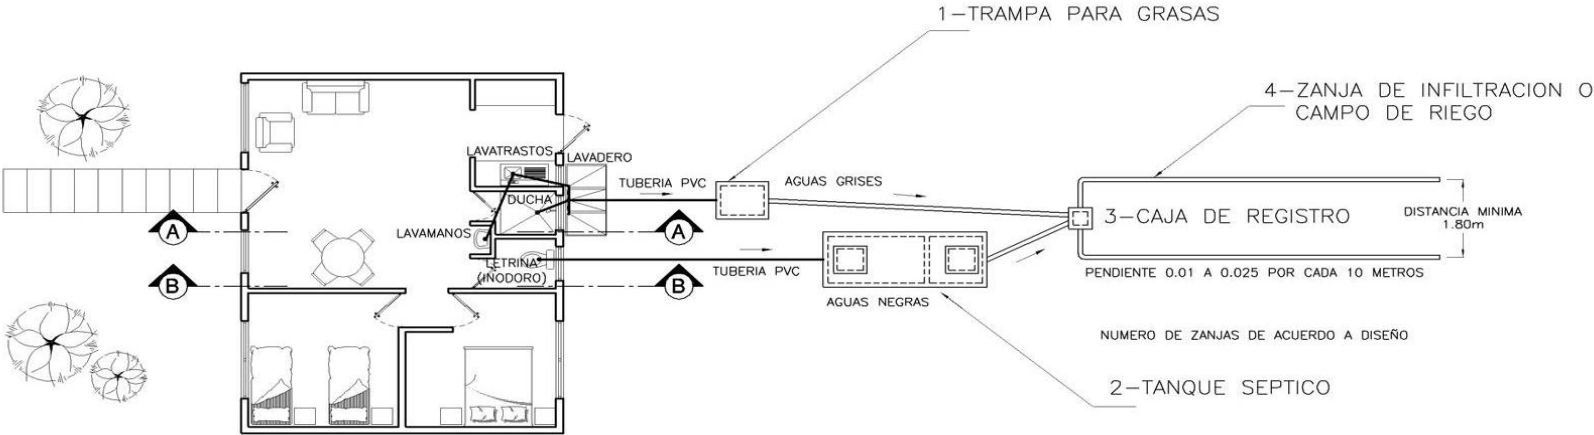 1-TRAMPA PARA GRASAS
4-ZANJA DE INFILTRACION O
CAMPO DE RIEGO
LAVATRASTOS
LAVADERO
TUBERIA PVC
AGUAS GRISES
DUCHA
3-CAJA DE REGISTRO
DISTANCIA MINIMA
1.80m
A
A
LAVAMANOS
LETRINA
(INODORO)
TUBERIA PVC
PENDIENTE 0.01 A 0.025 POR CADA 10 METROS
B
B
AGUAS NEGRAS
NUMERO DE ZANJAS DE ACUERDO A DISEÑO
2-TANQUE SEPTICO